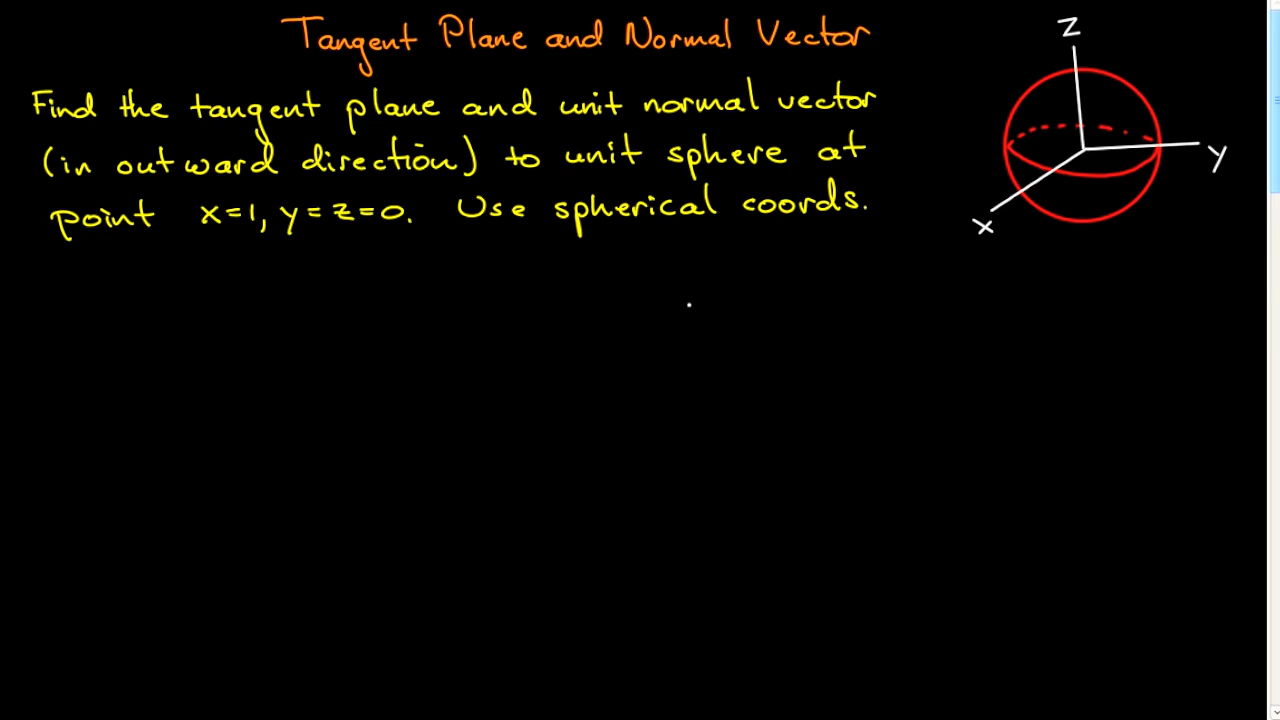 Tangent Plane and Normal Vector
Find the tangent plane and unit normal vector
(in outward direction) to unit sphere at
point x=1, y=z=0. Use spherical coords.
z
y
x